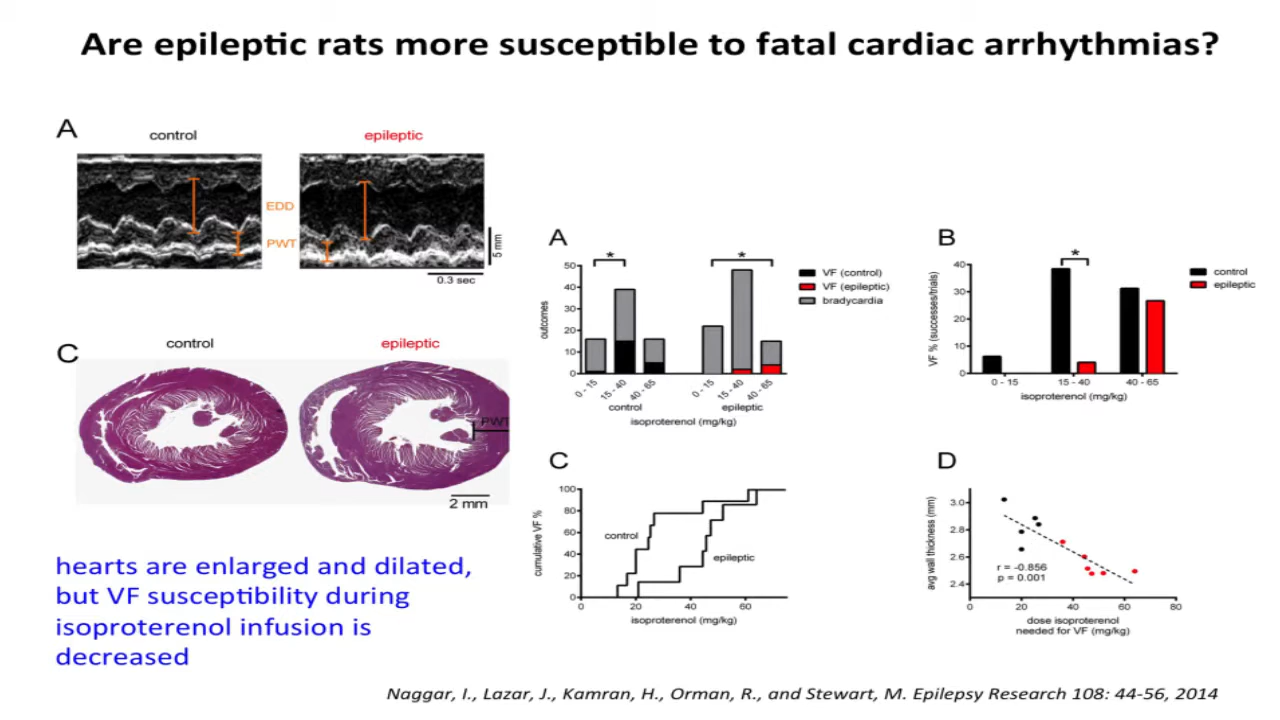 Are epileptic rats more susceptible to fatal cardiac arrhythmias?
A
control
epileptic
EDD
PWT
5 mm
0.3 sec
C
control
epileptic
PWT
2 mm
hearts are enlarged and dilated,
but VF susceptibility during
isoproterenol infusion is
decreased
A
outcomes
50
40
30
20
10
0
*
*
VF (control)
VF (epileptic)
bradycardia
0 - 15
15 - 40
40 - 65
0 - 15
15 - 40
40 - 65
control
epileptic
isoproterenol (mg/kg)
B
VF % (successes/trials)
40
30
20
10
0
*
control
epileptic
0 - 15
15 - 40
40 - 65
isoproterenol (mg/kg)
C
cumulative VF %
100
80
60
40
20
0
control
epileptic
0
20
40
60
isoproterenol (mg/kg)
D
avg wall thickness (mm)
3.0
2.8
2.6
2.4
r = -0.856
p = 0.001
0
20
40
60
80
dose isoproterenol
needed for VF (mg/kg)
Naggar, I., Lazar, J., Kamran, H., Orman, R., and Stewart, M. Epilepsy Research 108: 44-56, 2014